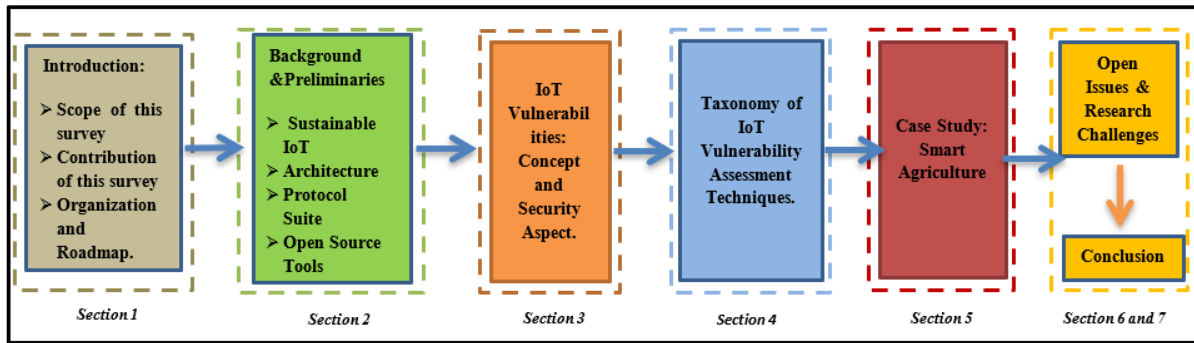 Introduction:
➢ Scope of this
survey
➢ Contribution
of this survey
➢ Organization
and
Roadmap.
Section 1
Background
&Preliminaries
➢ Sustainable
IoT
➢ Architecture
➢ Protocol
Suite
➢ Open Source
Tools
Section 2
IoT
Vulnerabil-
ities:
Concept
and
Security
Aspect.
Section 3
Taxonomy of
IoT
Vulnerability
Assessment
Techniques.
Section 4
Case Study:
Smart
Agriculture
Section 5
Open
Issues &
Research
Challenges
Conclusion
Section 6 and 7